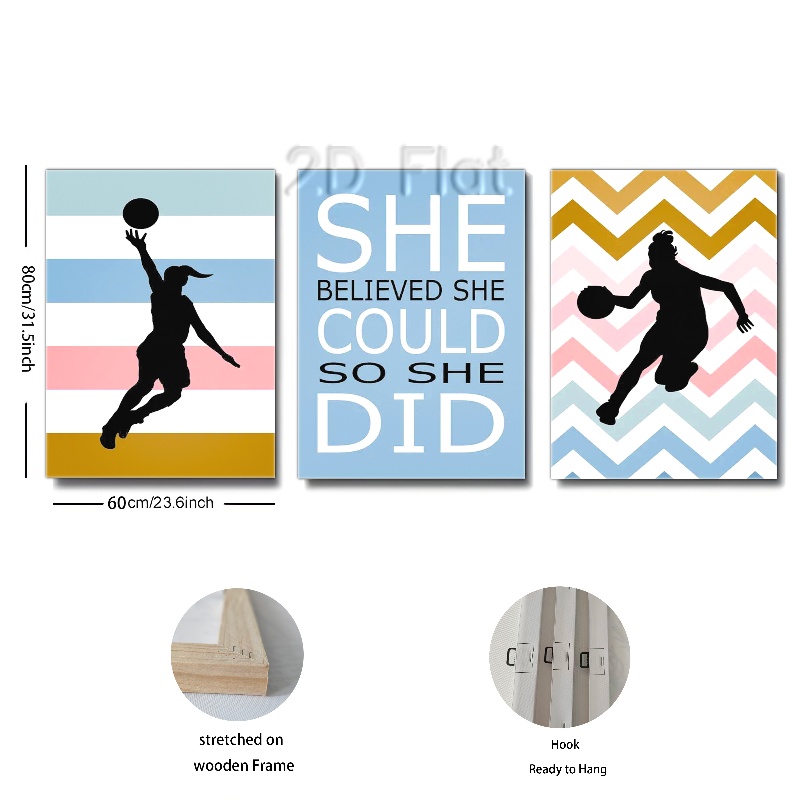 2D Flat
SHE
BELIEVED SHE
COULD
SO SHE
DID
80cm/31.5inch
60cm/23.6inch
stretched on
wooden Frame
Hook
Ready to Hang